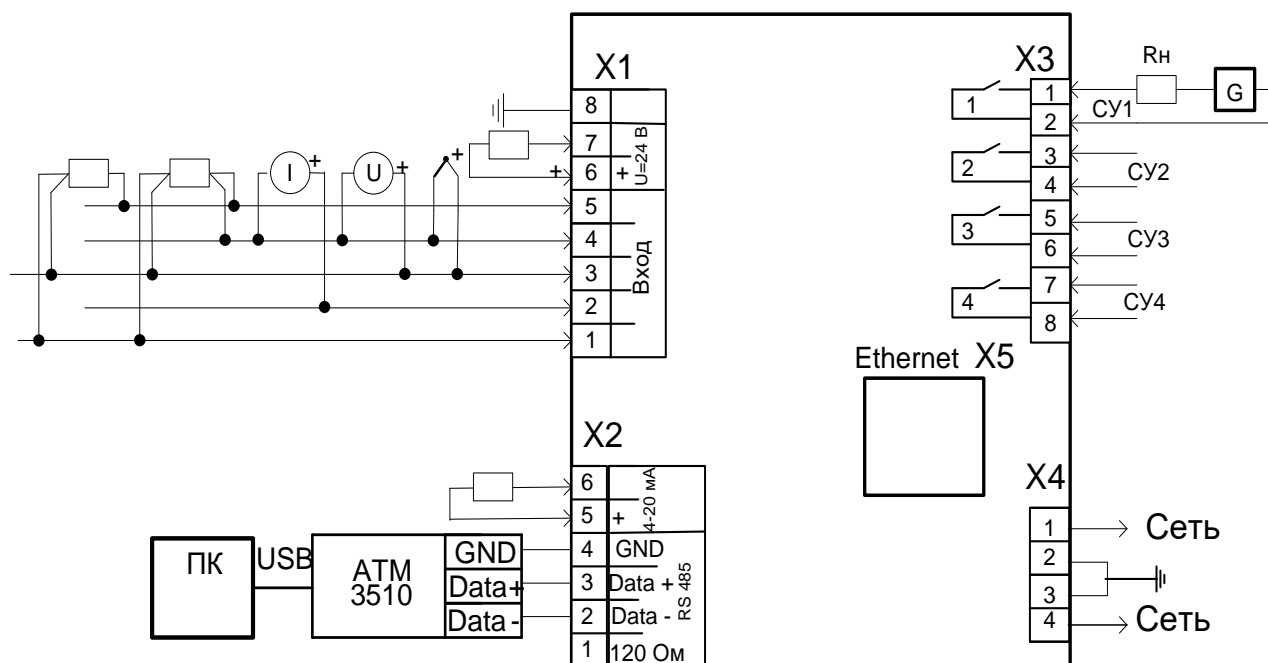 X1
8
7
6 +
5
4
3
2
1
U=24 В
Вход
+
I +
U +
+
X2
6
5 +
4 GND
3 Data +
2 Data -
1 120 Ом
4-20 мА
RS 485
ПК
USB
ATM
3510
GND
Data+
Data-
X3
1
2
3
4
5
6
7
8
1
2
3
4
Rн
G
СУ1
СУ2
СУ3
СУ4
Ethernet X5
X4
1
2
3
4
Сеть
Сеть